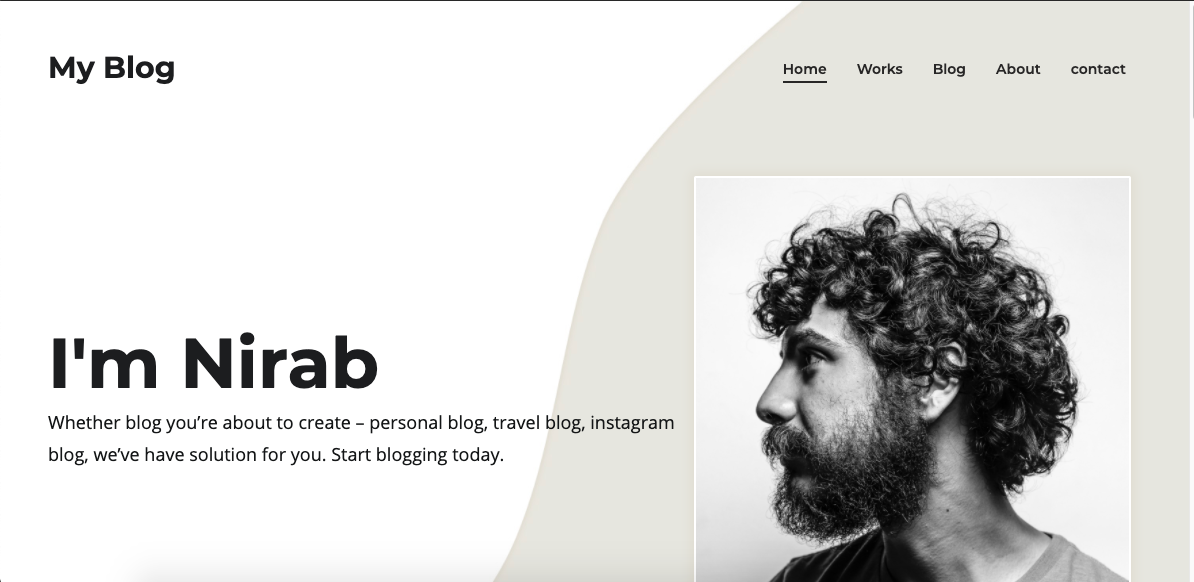 My Blog
Home Works Blog About contact
I'm Nirab
Whether blog you’re about to create – personal blog, travel blog, instagram
blog, we’ve have solution for you. Start blogging today.